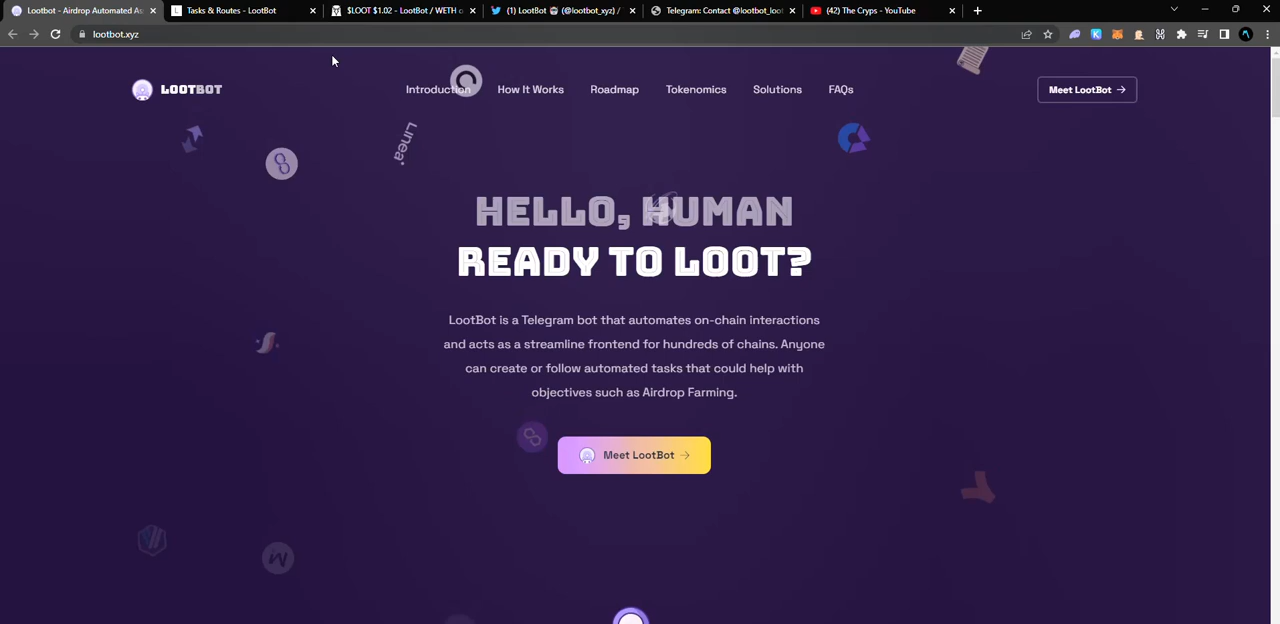 Lootbot - Airdrop Automated As
Tasks & Routes - LootBot
$LOOT $1.02 - LootBot / WETH o
(1) LootBot (@lootbot_xyz) /
Telegram: Contact @lootbot_loot
(42) The Cryps - YouTube
lootbot.xyz
LOOTBOT
Introduction
How It Works
Roadmap
Tokenomics
Solutions
FAQs
Meet LootBot →
Linea
HELLO, HUMAN
READY TO LOOT?
LootBot is a Telegram bot that automates on-chain interactions
and acts as a streamline frontend for hundreds of chains. Anyone
can create or follow automated tasks that could help with
objectives such as Airdrop Farming.
Meet LootBot →